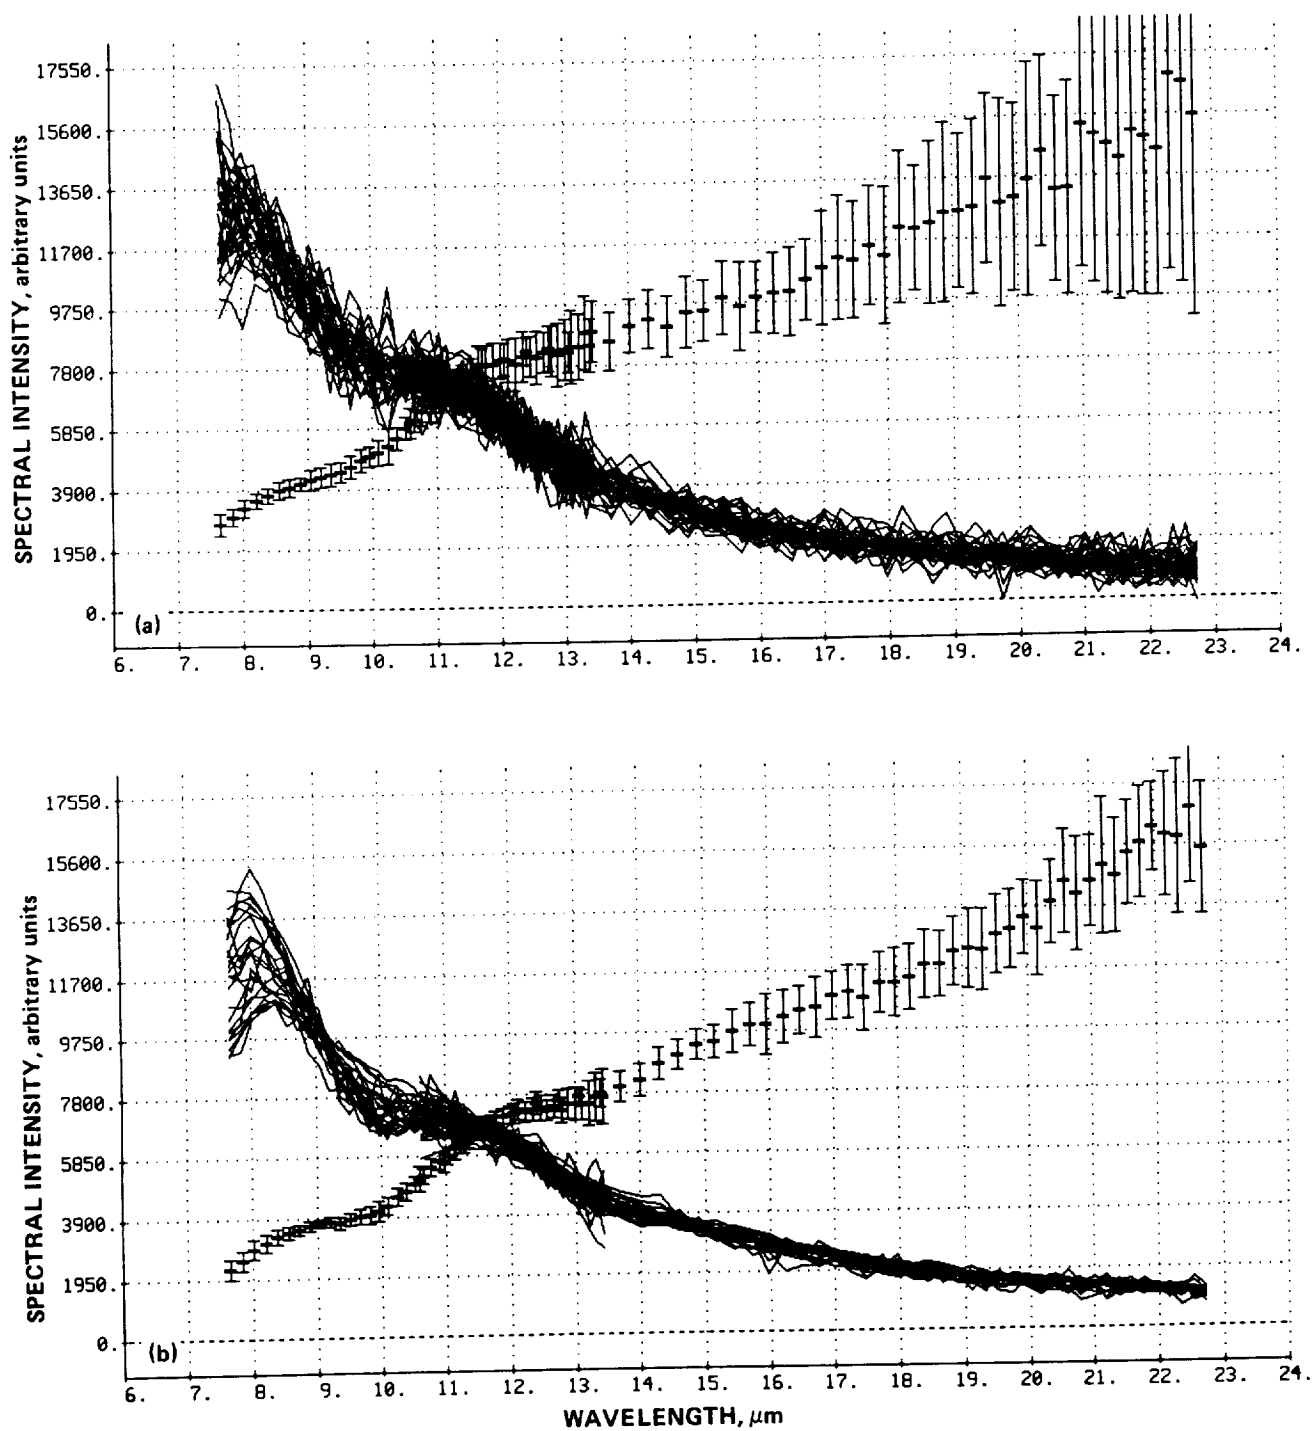 SPECTRAL INTENSITY, arbitrary units
17550.
15600.
13650.
11700.
9750.
7800.
5850.
3900.
1950.
0.
(a)
6. 7. 8. 9. 10. 11. 12. 13. 14. 15. 16. 17. 18. 19. 20. 21. 22. 23. 24.
SPECTRAL INTENSITY, arbitrary units
17550.
15600.
13650.
11700.
9750.
7800.
5850.
3900.
1950.
0.
(b)
6. 7. 8. 9. 10. 11. 12. 13. 14. 15. 16. 17. 18. 19. 20. 21. 22. 23. 24.
WAVELENGTH, μm